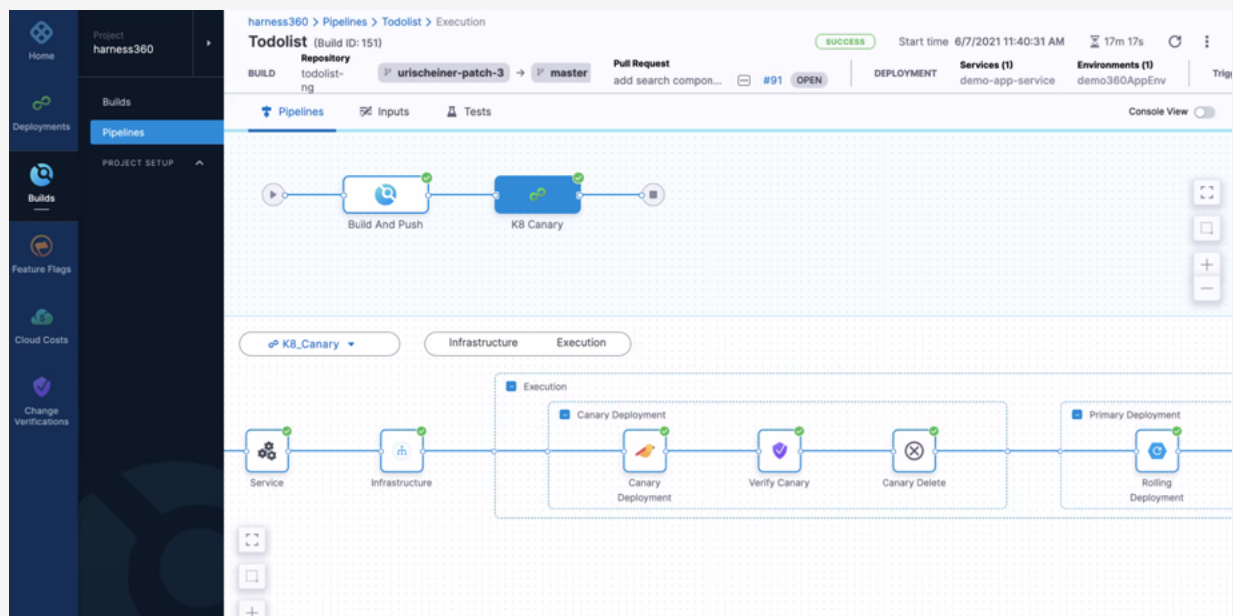 Home
Deployments
Builds
Feature Flags
Cloud Costs
Change
Verifications
Project
harness360
Builds
Pipelines
PROJECT SETUP
harness360 > Pipelines > Todolist > Execution
Todolist (Build ID: 151)
SUCCESS Start time 6/7/2021 11:40:31 AM 17m 17s
BUILD
Repository
todolist-
ng
urischeiner-patch-3 → master
Pull Request
add search compon... #91 OPEN
DEPLOYMENT
Services (1)
demo-app-service
Environments (1)
demo360AppEnv
Trig
Pipelines Inputs Tests
Console View
Build And Push
K8 Canary
K8_Canary
Infrastructure Execution
Execution
Canary Deployment
Primary Deployment
Service
Infrastructure
Canary
Deployment
Verify Canary
Canary Delete
Rolling
Deployment